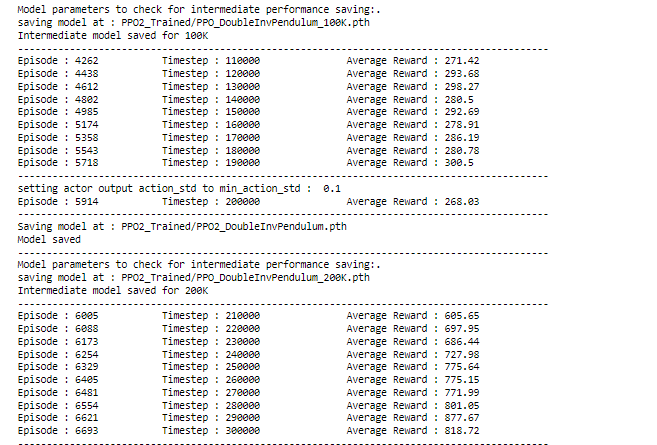 Model parameters to check for intermediate performance saving:.
saving model at : PPO2_Trained/PPO_DoubleInvPendulum_100K.pth
Intermediate model saved for 100K
--------------------------------------------------------------------------------------------
Episode : 4262 Timestep : 110000 Average Reward : 271.42
Episode : 4438 Timestep : 120000 Average Reward : 293.68
Episode : 4612 Timestep : 130000 Average Reward : 298.27
Episode : 4802 Timestep : 140000 Average Reward : 280.5
Episode : 4985 Timestep : 150000 Average Reward : 292.69
Episode : 5174 Timestep : 160000 Average Reward : 278.91
Episode : 5358 Timestep : 170000 Average Reward : 286.19
Episode : 5543 Timestep : 180000 Average Reward : 280.78
Episode : 5718 Timestep : 190000 Average Reward : 300.5
--------------------------------------------------------------------------------------------
setting actor output action_std to min_action_std : 0.1
Episode : 5914 Timestep : 200000 Average Reward : 268.03
--------------------------------------------------------------------------------------------
Saving model at : PPO2_Trained/PPO2_DoubleInvPendulum.pth
Model saved
--------------------------------------------------------------------------------------------
Model parameters to check for intermediate performance saving:.
saving model at : PPO2_Trained/PPO_DoubleInvPendulum_200K.pth
Intermediate model saved for 200K
--------------------------------------------------------------------------------------------
Episode : 6005 Timestep : 210000 Average Reward : 605.65
Episode : 6088 Timestep : 220000 Average Reward : 697.95
Episode : 6173 Timestep : 230000 Average Reward : 686.44
Episode : 6254 Timestep : 240000 Average Reward : 727.98
Episode : 6329 Timestep : 250000 Average Reward : 775.64
Episode : 6405 Timestep : 260000 Average Reward : 775.15
Episode : 6481 Timestep : 270000 Average Reward : 771.99
Episode : 6554 Timestep : 280000 Average Reward : 801.05
Episode : 6621 Timestep : 290000 Average Reward : 877.67
Episode : 6693 Timestep : 300000 Average Reward : 818.72
--------------------------------------------------------------------------------------------